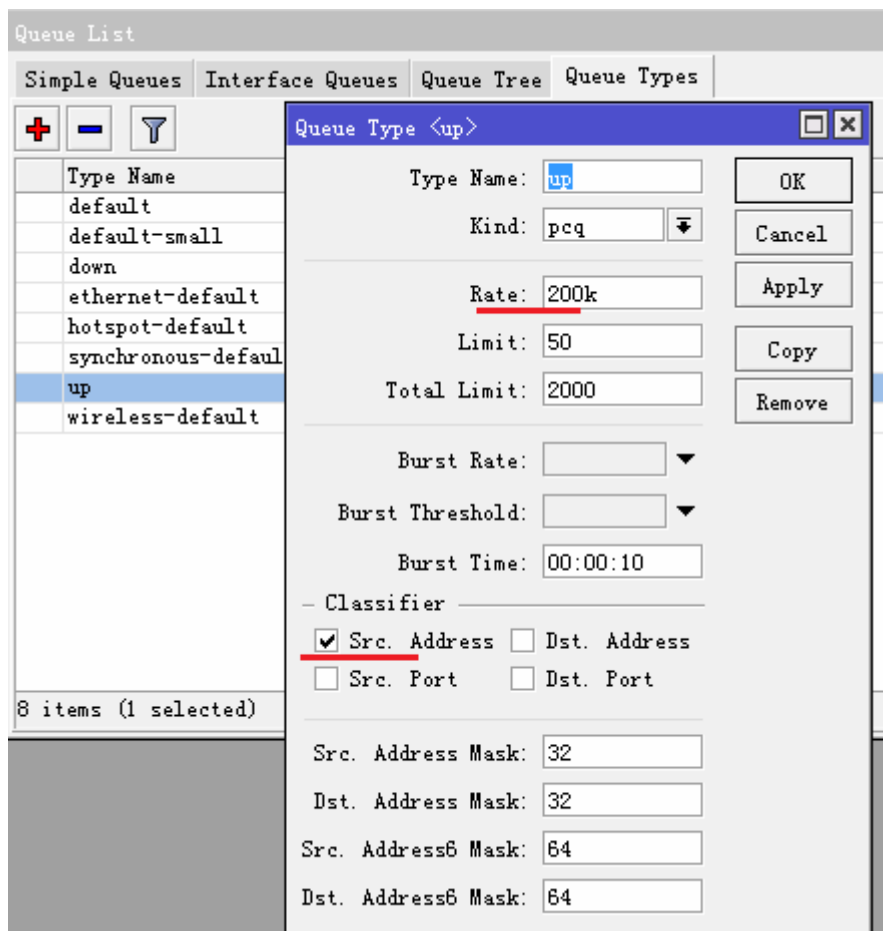 Queue List
Simple Queues Interface Queues Queue Tree Queue Types
Queue Type <up>
Type Name
default
default-small
down
ethernet-default
hotspot-default
synchronous-defaul
up
wireless-default
8 items (1 selected)
Type Name: up
Kind: pcq
Rate: 200k
Limit: 50
Total Limit: 2000
Burst Rate:
Burst Threshold:
Burst Time: 00:00:10
Classifier
Src. Address Dst. Address
Src. Port Dst. Port
Src. Address Mask: 32
Dst. Address Mask: 32
Src. Address6 Mask: 64
Dst. Address6 Mask: 64
OK
Cancel
Apply
Copy
Remove